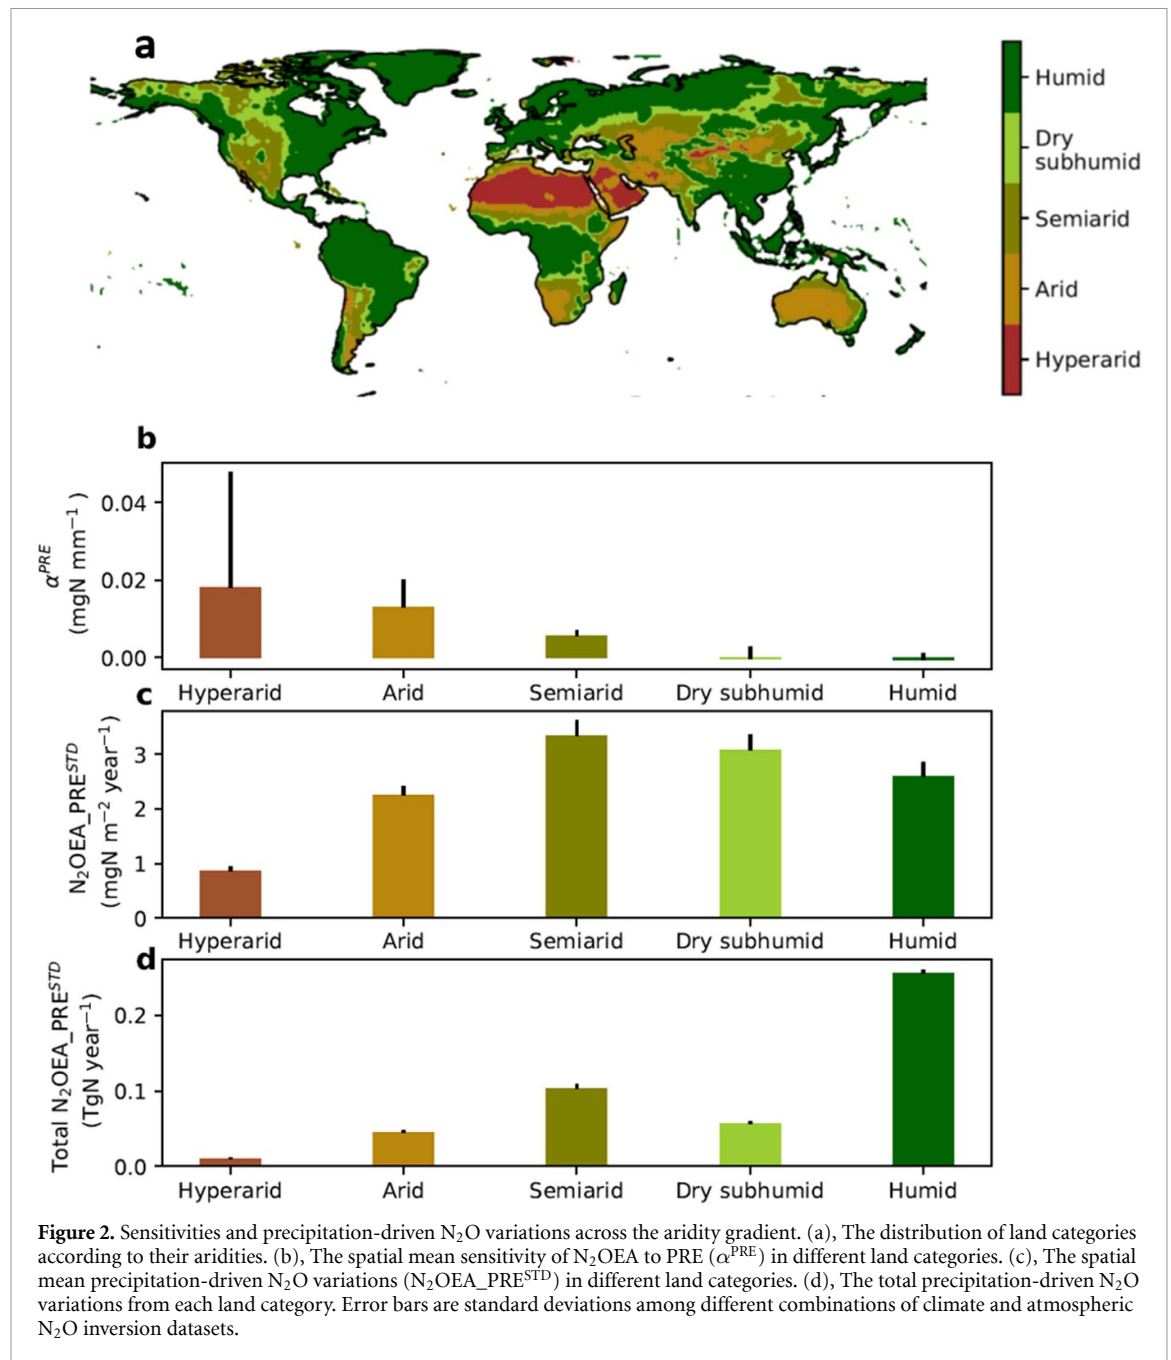 a
Humid
Dry
subhumid
Semiarid
Arid
Hyperarid
b
α^PRE
(mgN mm⁻¹ )
0.04
0.02
0.00
Hyperarid Arid Semiarid Dry subhumid Humid
c
N₂OEA_PRE^STD
(mgN m⁻² year⁻¹)
3
2
1
0
Hyperarid Arid Semiarid Dry subhumid Humid
d
Total N₂OEA_PRE^STD
(TgN year⁻¹)
0.2
0.1
0.0
Hyperarid Arid Semiarid Dry subhumid Humid
Figure 2. Sensitivities and precipitation-driven N₂O variations across the aridity gradient. (a), The distribution of land categories
according to their aridities. (b), The spatial mean sensitivity of N₂OEA to PRE (α^PRE) in different land categories. (c), The spatial
mean precipitation-driven N₂O variations (N₂OEA_PRE^STD) in different land categories. (d), The total precipitation-driven N₂O
variations from each land category. Error bars are standard deviations among different combinations of climate and atmospheric
N₂O inversion datasets.